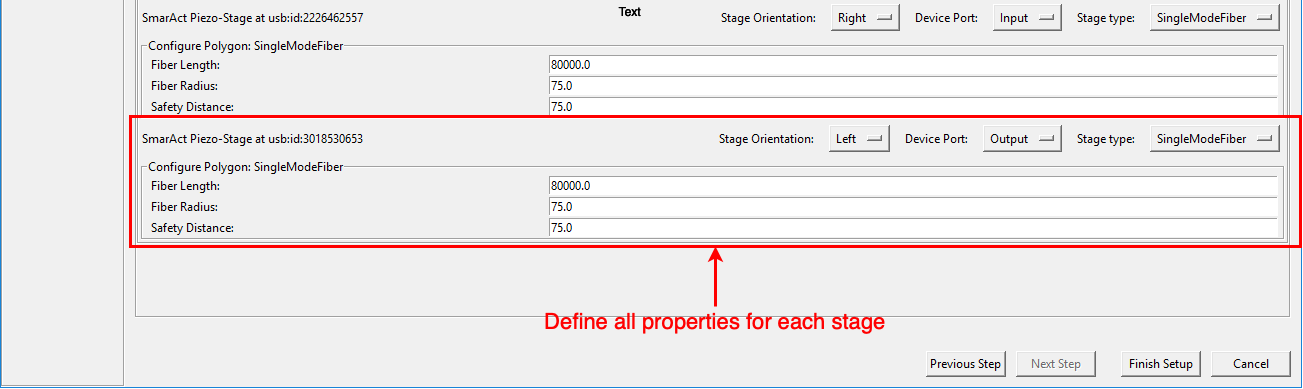 SmarAct Piezo-Stage at usb:id:2226462557 Text Stage Orientation: Right Device Port: Input Stage type: SingleModeFiber
Configure Polygon: SingleModeFiber
Fiber Length: 80000.0
Fiber Radius: 75.0
Safety Distance: 75.0
SmarAct Piezo-Stage at usb:id:3018530653 Stage Orientation: Left Device Port: Output Stage type: SingleModeFiber
Configure Polygon: SingleModeFiber
Fiber Length: 80000.0
Fiber Radius: 75.0
Safety Distance: 75.0
Define all properties for each stage
Previous Step Next Step Finish Setup Cancel